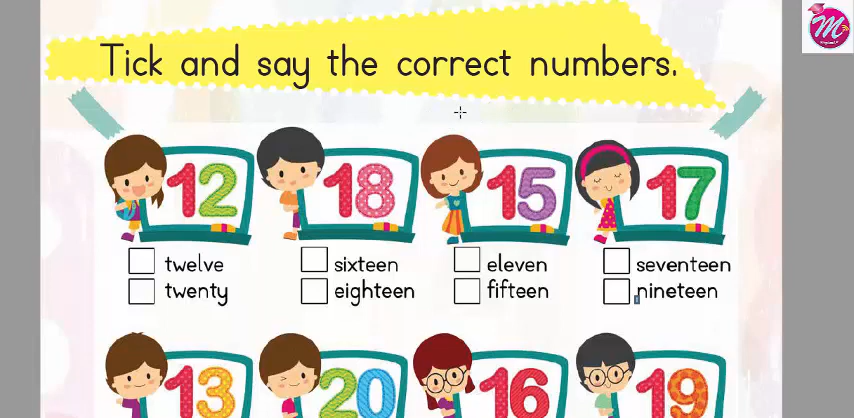 Tick and say the correct numbers.
12 18 15 17
twelve sixteen eleven seventeen
twenty eighteen fifteen nineteen
13 20 16 19